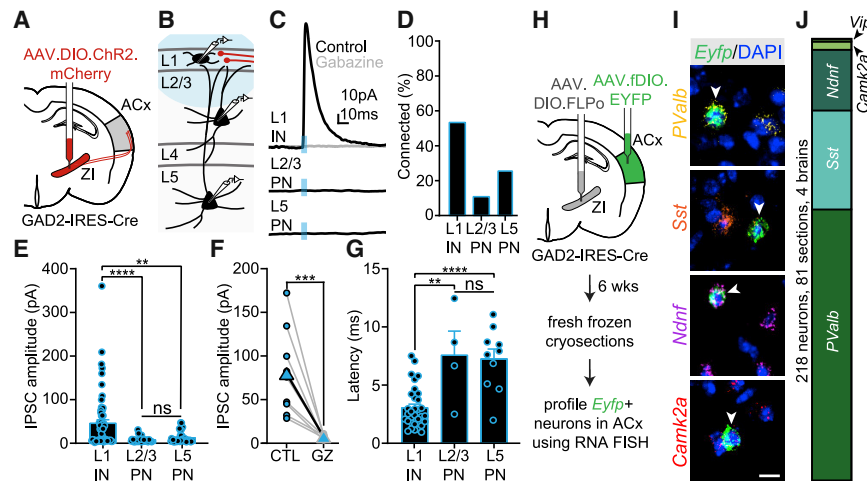 A
AAV.DIO.ChR2.
mCherry
ACx
ZI
GAD2-IRES-Cre
B
L1
L2/3
L4
L5
C
Control
Gabazine
10pA
10ms
L1
IN
L2/3
PN
L5
PN
D
Connected (%)
100
80
60
40
20
0
L1 L2/3 L5
IN PN PN
E
IPSC amplitude (pA)
400
300
200
100
0
**
****
ns
L1 L2/3 L5
IN PN PN
F
IPSC amplitude (pA)
200
150
100
50
0
***
CTL GZ
G
Latency (ms)
15
10
5
0
****
**
ns
L1 L2/3 L5
IN PN PN
H
AAV.
DIO.FLPo
AAV.fDIO.
EYFP
ACx
ZI
GAD2-IRES-Cre
6 wks
fresh frozen
cryosections
profile Eyfp+
neurons in ACx
using RNA FISH
I
Eyfp/DAPI
PValb
Sst
Ndnf
Camk2a
J
218 neurons, 81 sections, 4 brains
Vip
Camk2a
Ndnf
Sst
PValb